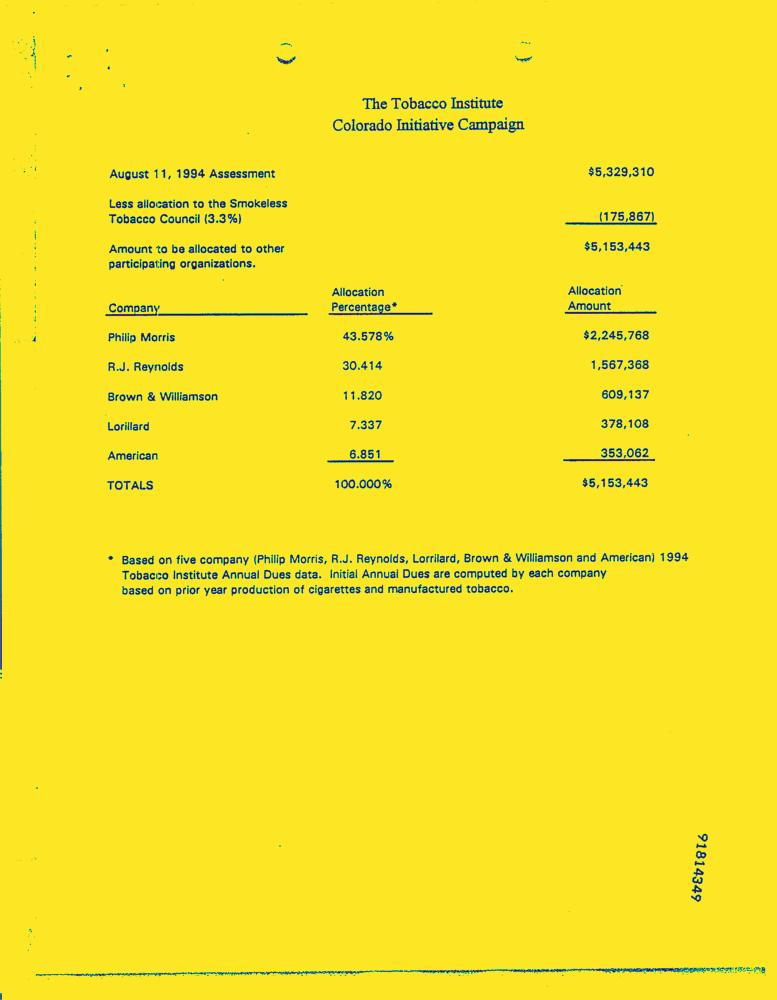 The Tobacco Institute
Colorado Initiative Campaign
August 11, 1994 Assessment $5,329,310
Less allocation to the Smokeless
Tobacco Council (3.3%) (175,867)
Amount to be allocated to other $5,153,443
participating organizations.
Allocation Allocation
Company Percentage* Amount
Philip Morris 43.578% $2,245,768
R.J. Reynolds 30.414 1,567,368
Brown & Williamson 11.820 609,137
Lorillard 7.337 378,108
American 6.851 353,062
TOTALS 100.000% $5,153,443
* Based on five company (Philip Morris, R.J. Reynolds, Lorrilard, Brown & Williamson and American) 1994
Tobacco Institute Annual Dues data. Initial Annual Dues are computed by each company
based on prior year production of cigarettes and manufactured tobacco.
91814349